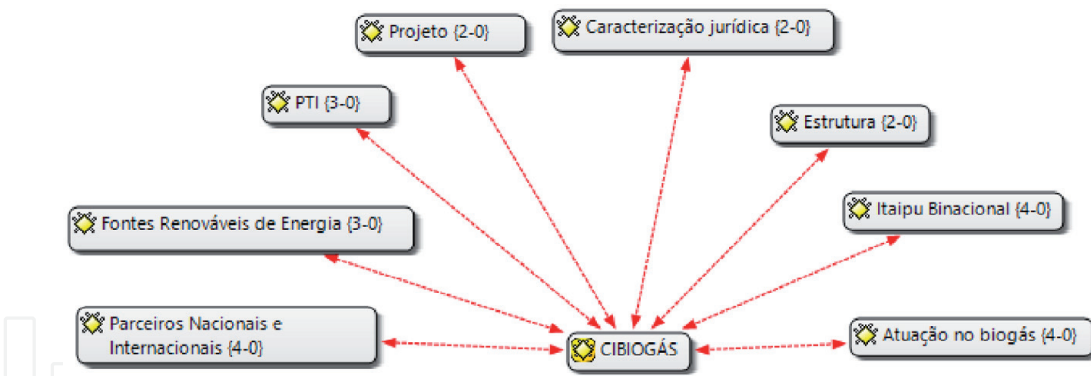 Projeto {2-0}
Caracterização jurídica {2-0}
PTI {3-0}
Estrutura {2-0}
Fontes Renováveis de Energia {3-0}
Itaipu Binacional {4-0}
Parceiros Nacionais e
Internacionais {4-0}
CIBIOGÁS
Atuação no biogás {4-0}